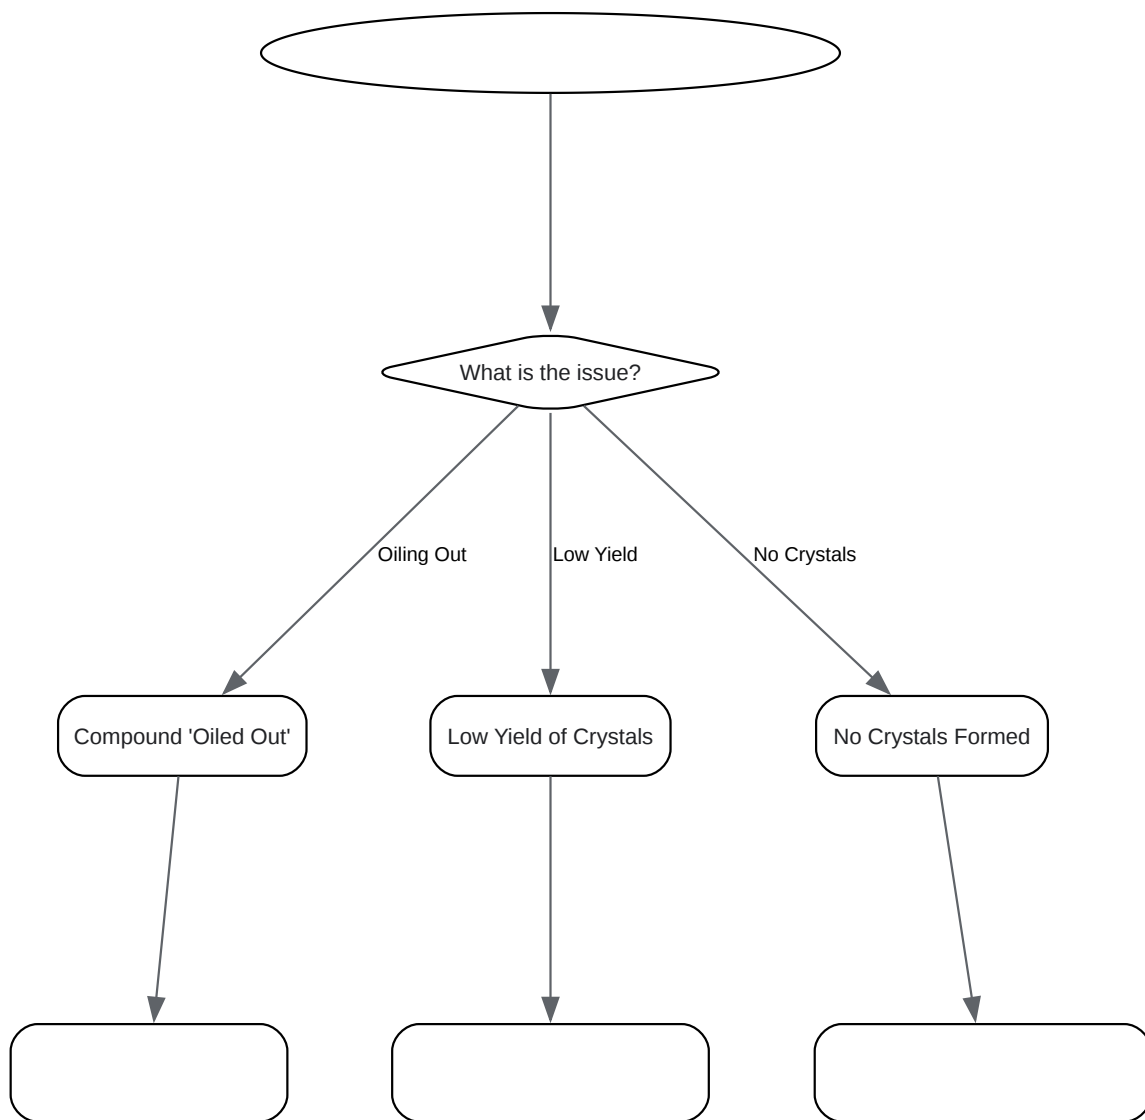 What is the issue?
Oiling Out
Low Yield
No Crystals
Compound 'Oiled Out'
Low Yield of Crystals
No Crystals Formed